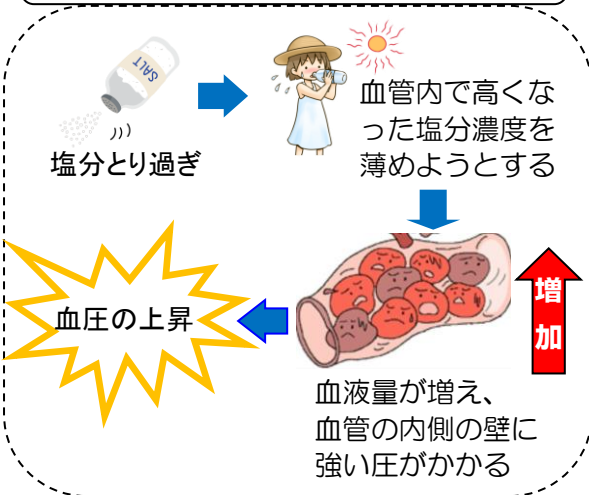 SALT
塩分とり過ぎ
血管内で高くな
った塩分濃度を
薄めようとする
増
加
血液量が増え、
血管の内側の壁に
強い圧がかかる
血圧の上昇